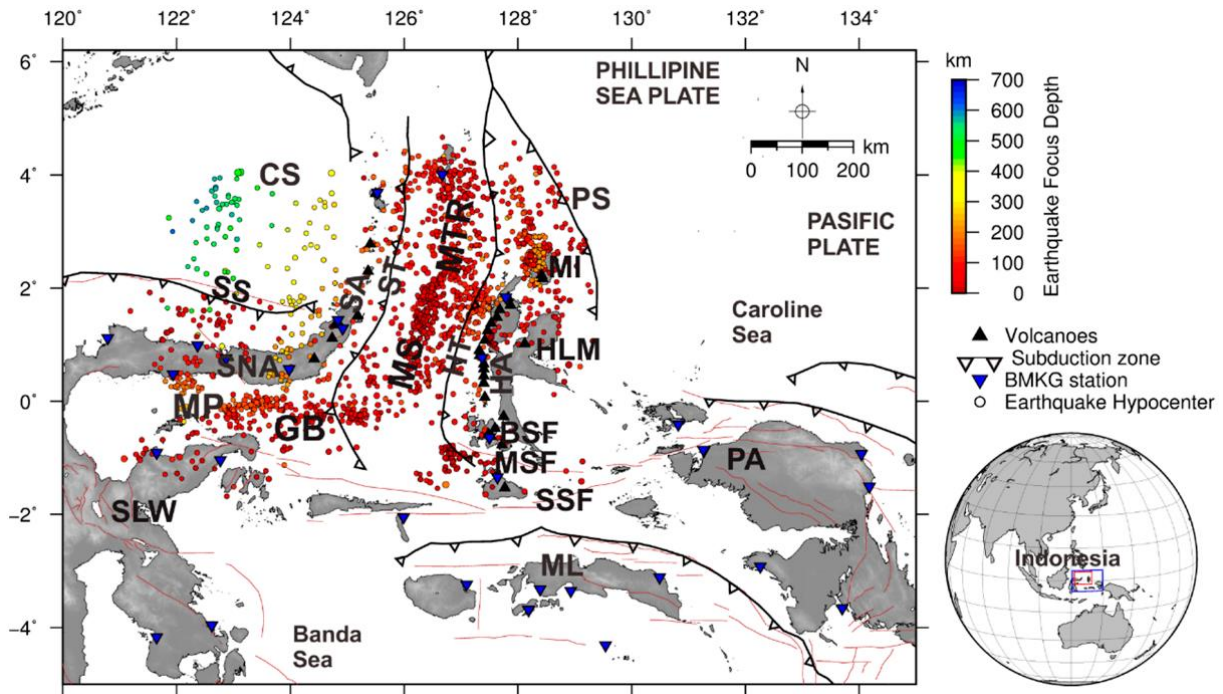 120˚ 122˚ 124˚ 126˚ 128˚ 130˚ 132˚ 134˚
6˚
4˚
2˚
0˚
−2˚
−4˚
PHILLIPINE
SEA PLATE
N
km
0 100 200
CS
PS
PASIFIC
PLATE
MTR
ST
SA
SS
MI
Caroline
Sea
MS
HT
HA
HLM
SNA
MP
GB
BSF
MSF
PA
SSF
SLW
ML
Banda
Sea
km
700
600
500
400
300
200
100
0
Earthquake Focus Depth
Volcanoes
Subduction zone
BMKG station
Earthquake Hypocenter
Indonesia